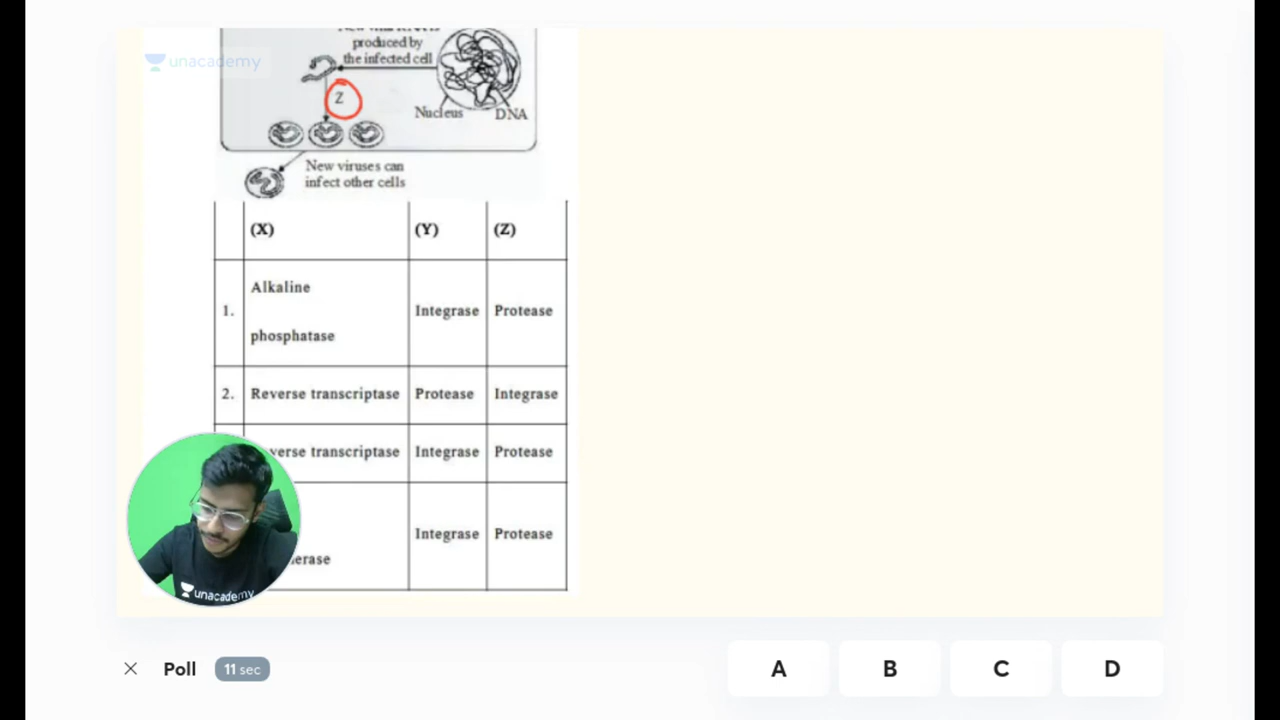 unacademy
produced by
the infected cell
Z
Nucleus DNA
New viruses can
infect other cells
(X) (Y) (Z)
1. Alkaline phosphatase Integrase Protease
2. Reverse transcriptase Protease Integrase
verse transcriptase Integrase Protease
erase Integrase Protease
unacademy
Poll 11 sec A B C D